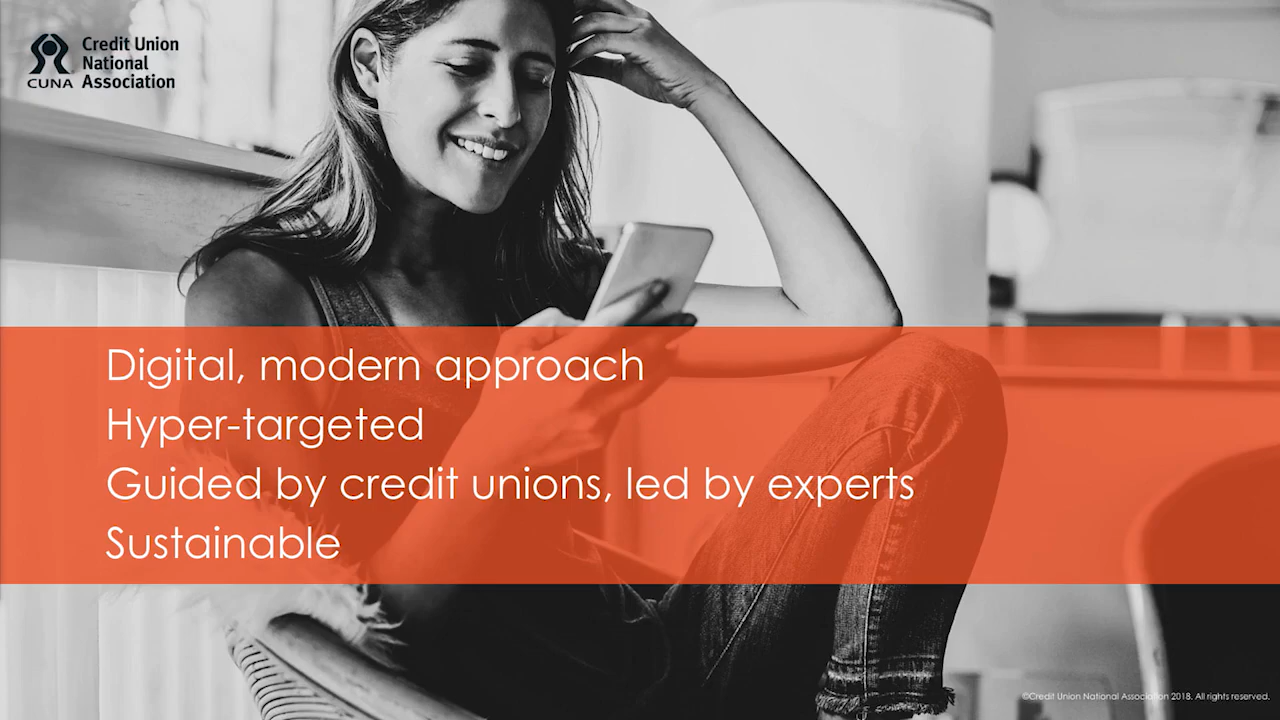 Credit Union
National
CUNA Association
Digital, modern approach
Hyper-targeted
Guided by credit unions, led by experts
Sustainable
©Credit Union National Association 2018. All rights reserved.